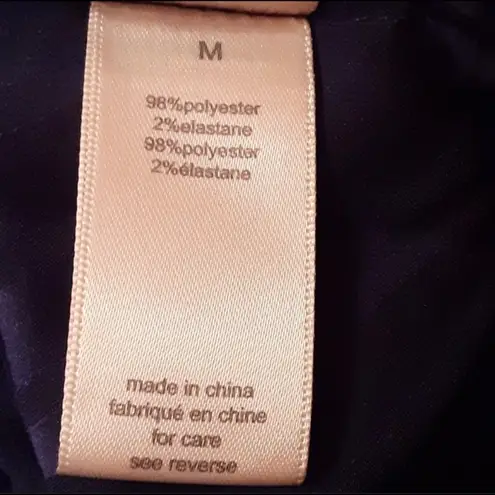 M
98%polyester
2%elastane
98%polyester
2%élastane
made in china
fabriqué en chine
for care
see reverse